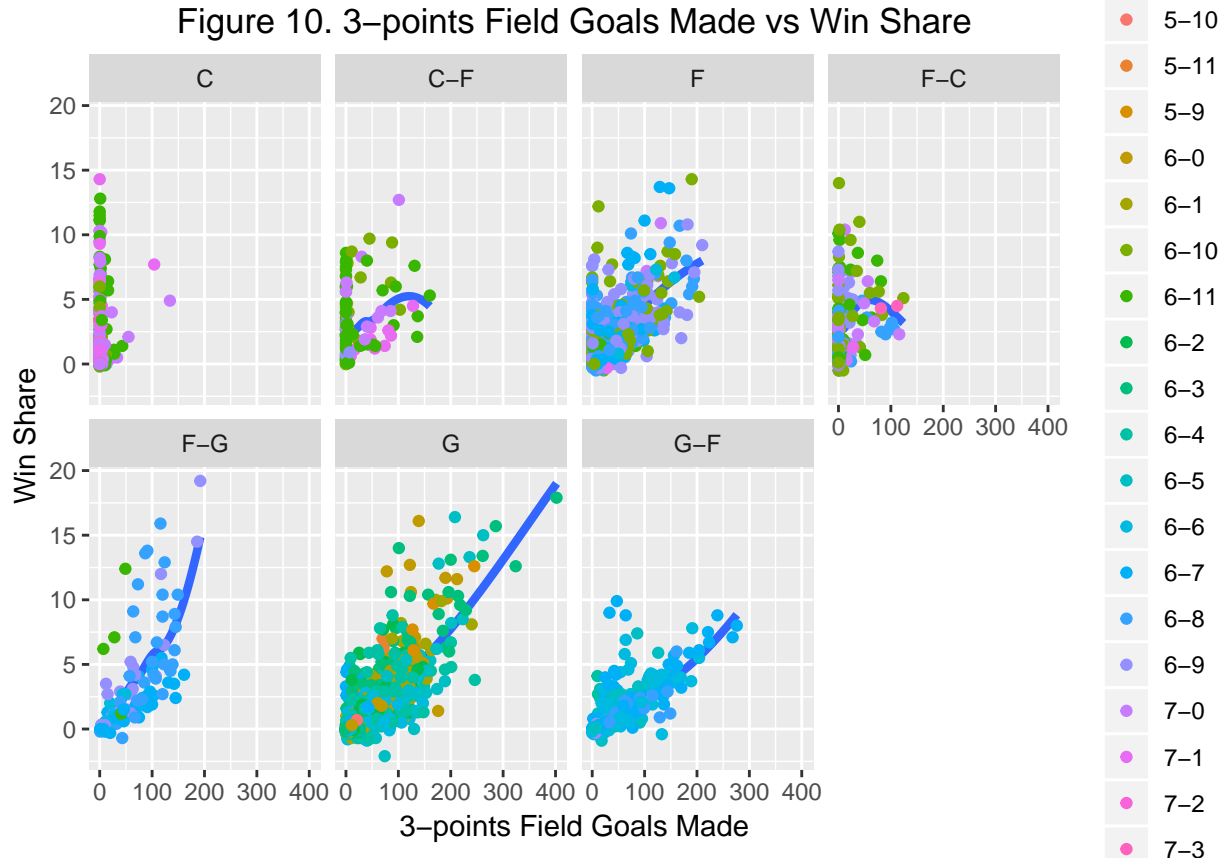 Figure 10. 3−points Field Goals Made vs Win Share
C
C−F
F
F−C
20
15
10
5
0
0 100 200 300 400
F−G
G
G−F
20
15
10
5
0
0 100 200 300 400
0 100 200 300 400
0 100 200 300 400
Win Share
3−points Field Goals Made
5−10
5−11
5−9
6−0
6−1
6−10
6−11
6−2
6−3
6−4
6−5
6−6
6−7
6−8
6−9
7−0
7−1
7−2
7−3